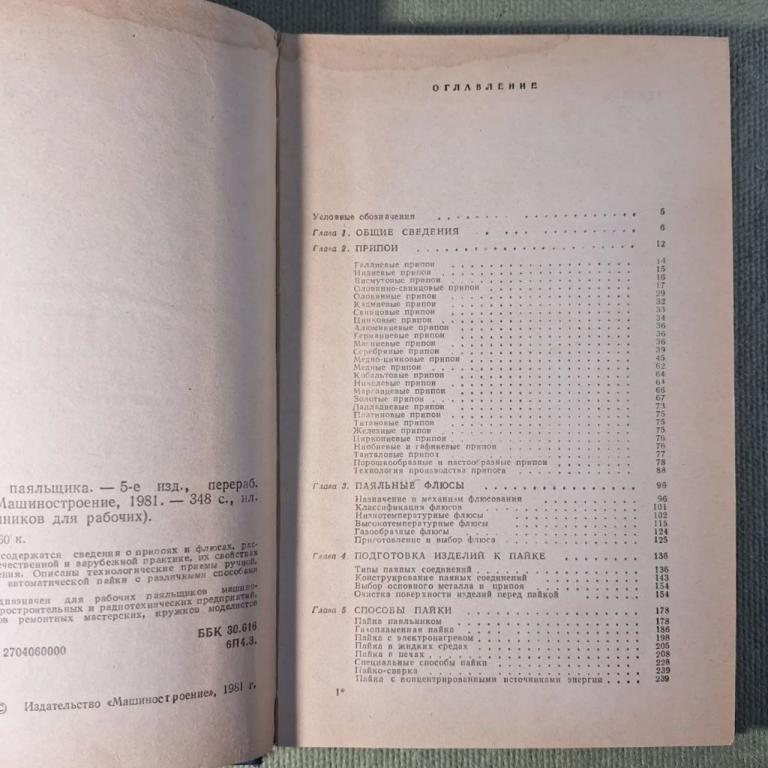 паяльщика. — 5-е изд., перераб.
Машиностроение, 1981. — 348 с., ил.
ников для рабочих).
60 к.
содержатся сведения о припоях и флюсах, рас-
ечественной и зарубежной практике, их свойствах
ения. Описаны технологические приемы ручной,
автоматической пайки с различными способами
дназначен для рабочих паяльщиков машино-
ростроительных и радиотехнических предприятий,
ов ремонтных мастерских, кружков моделистов
ББК 30.616
6П4.3.
2704060000
© Издательство «Машиностроение», 1981 г.
ОГЛАВЛЕНИЕ
Условные обозначения 5
Глава 1. ОБЩИЕ СВЕДЕНИЯ 6
Глава 2. ПРИПОИ 12
Галлиевые припои 14
Индиевые припои 15
Висмутовые припои 16
Оловянно-свинцовые припои 17
Оловянные припои 29
Кадмиевые припои 32
Свинцовые припои 33
Цинковые припои 34
Алюминиевые припои 36
Германиевые припои 36
Магниевые припои 36
Серебряные припои 39
Медно-цинковые припои 45
Медные припои 62
Кобальтовые припои 64
Никелевые припои 64
Марганцевые припои 66
Золотые припои 67
Палладиевые припои 73
Платиновые припои 75
Титановые припои 75
Железные припои 75
Циркониевые припои 76
Ниобиевые и гафниевые припои 76
Танталовые припои 77
Порошкообразные и пастообразные припои 78
Технология производства припоев 88
Глава 3. ПАЯЛЬНЫЕ ФЛЮСЫ 96
Назначение и механизм флюсования 96
Классификация флюсов 101
Низкотемпературные флюсы 102
Высокотемпературные флюсы 115
Газообразные флюсы 124
Приготовление и выбор флюса 125
Глава 4 ПОДГОТОВКА ИЗДЕЛИЙ К ПАЙКЕ 136
Типы паяных соединений 136
Конструирование паяных соединений 143
Выбор основного металла и припоя 154
Очистка поверхности изделий перед пайкой 154
Глава 5 СПОСОБЫ ПАЙКИ 178
Пайка паяльником 178
Газопламенная пайка 186
Пайка с электронагревом 198
Пайка в жидких средах 205
Пайка в печах 208
Специальные способы пайки 228
Пайко-сварка 239
Пайка с концентрированными источниками энергии 239
1*